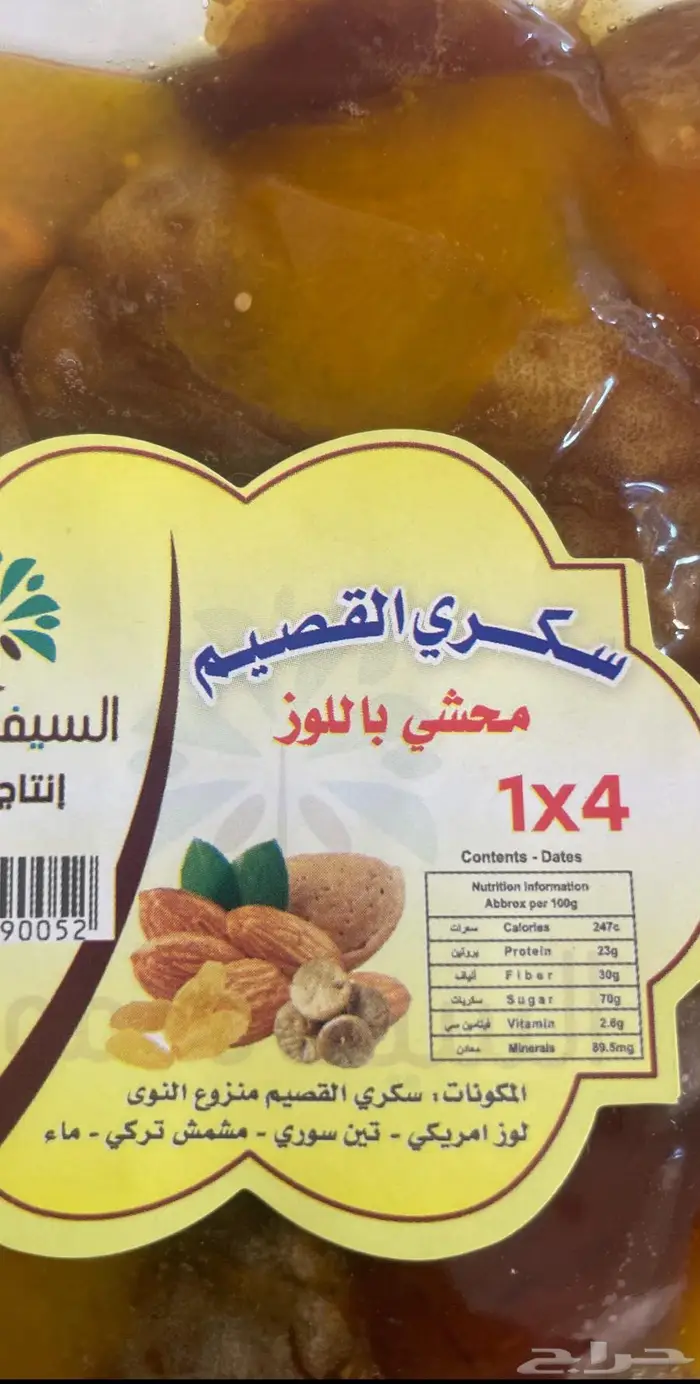 سكري القصيم
محشي باللوز
1x4
Contents - Dates
Nutrition Information
Abbrox per 100g
سعرات Calories 247c
بروتين Protein 23g
ألياف Fiber 30g
سكريات Sugar 70g
فيتامين سي Vitamin 2.6g
معادن Minerals 89.5mg
إنتاج
90052
المكونات: سكري القصيم منزوع النوى
لوز امريكي - تين سوري - مشمش تركي - ماء
حراج